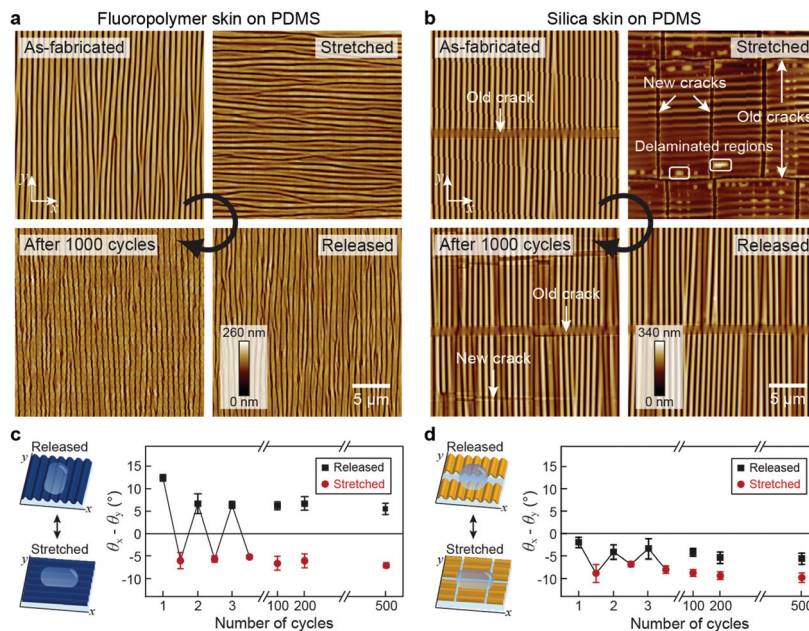 a Fluoropolymer skin on PDMS
As-fabricated
Stretched
y
x
After 1000 cycles
Released
260 nm
0 nm
5 µm
b Silica skin on PDMS
As-fabricated
Stretched
Old crack
New cracks
Old cracks
Delaminated regions
y
x
After 1000 cycles
Released
Old crack
New crack
340 nm
0 nm
5 µm
c
Released
y
x
Stretched
y
x
θx - θy (°)
15
10
5
0
-5
-10
Released
Stretched
1 2 3 100 200 500
Number of cycles
d
Released
y
x
Stretched
y
x
θx - θy (°)
15
10
5
0
-5
-10
Released
Stretched
1 2 3 100 200 500
Number of cycles